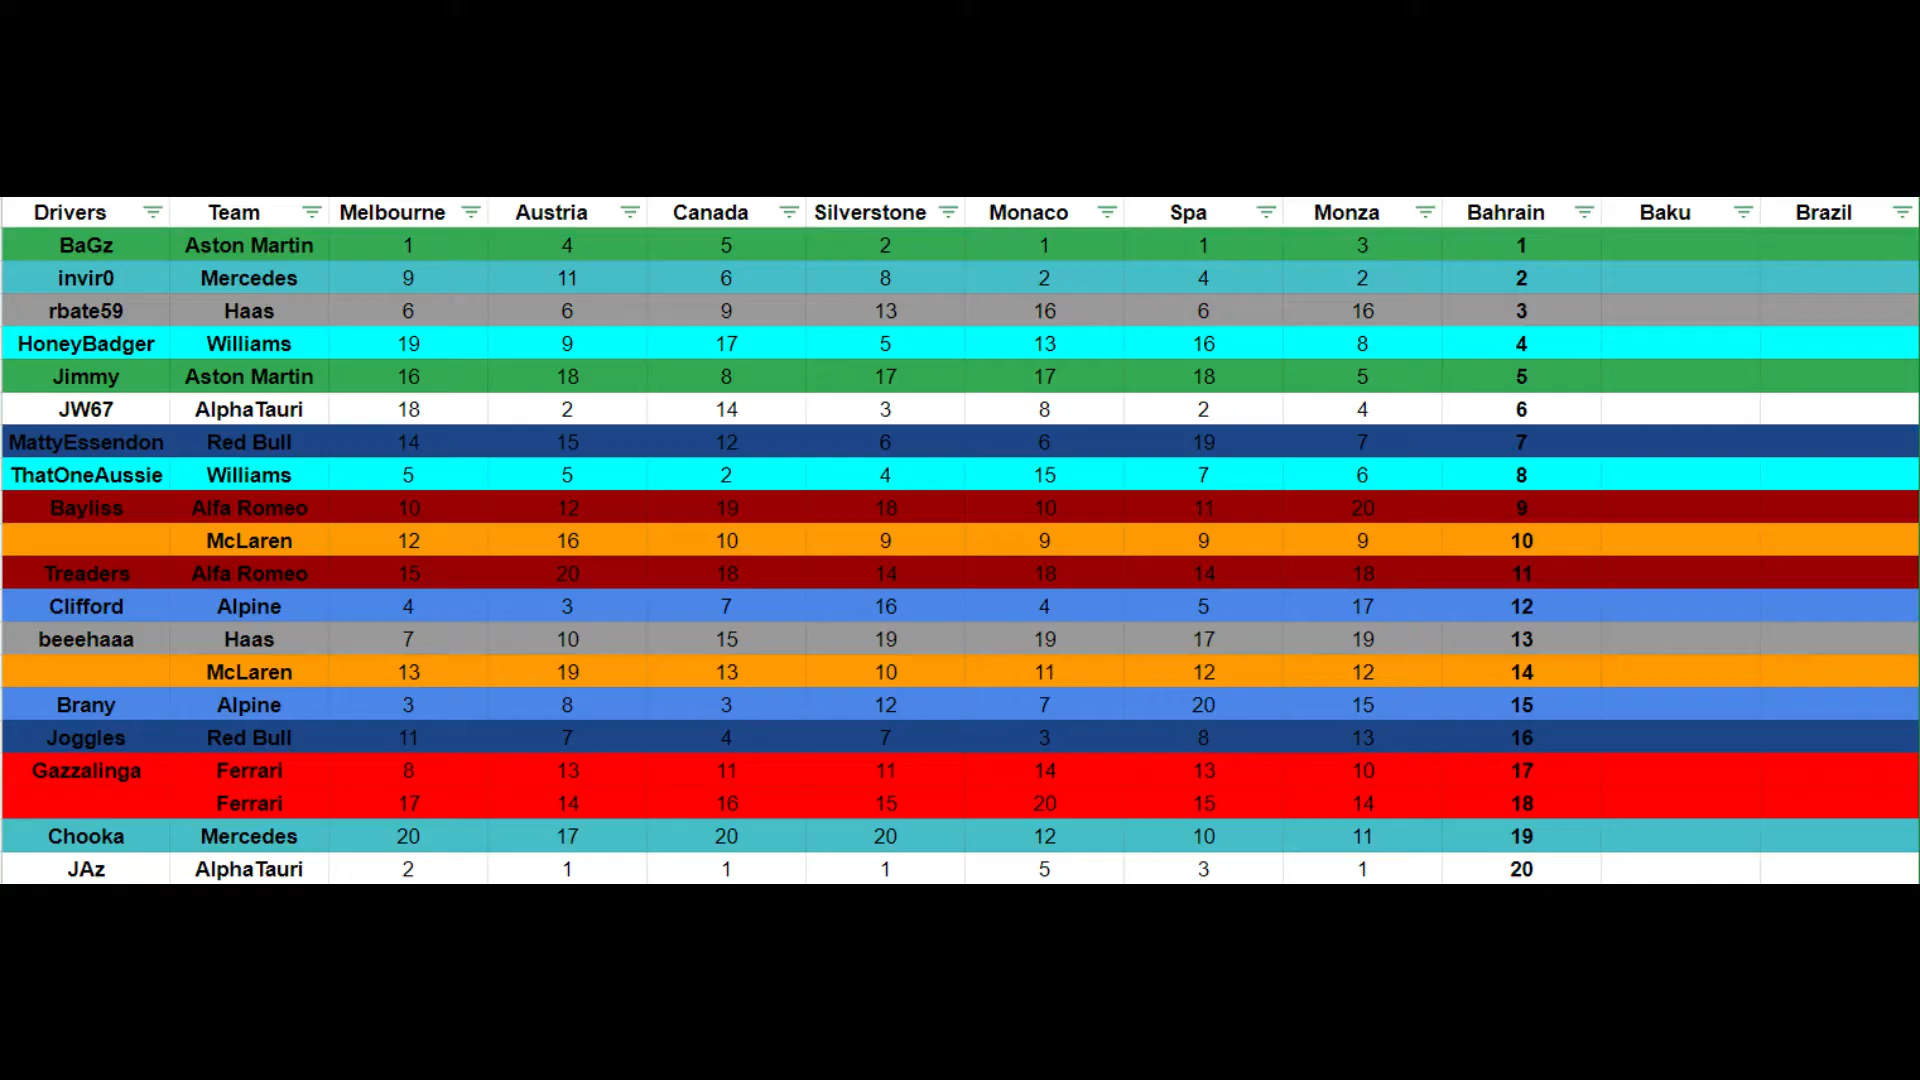 Drivers Team Melbourne Austria Canada Silverstone Monaco Spa Monza Bahrain Baku Brazil
BaGz Aston Martin 1 4 5 2 1 1 3 1
invir0 Mercedes 9 11 6 8 2 4 2 2
rbate59 Haas 6 6 9 13 16 6 16 3
HoneyBadger Williams 19 9 17 5 13 16 8 4
Jimmy Aston Martin 16 18 8 17 17 18 5 5
JW67 AlphaTauri 18 2 14 3 8 2 4 6
MattyEssendon Red Bull 14 15 12 6 6 19 7 7
ThatOneAussie Williams 5 5 2 4 15 7 6 8
Bayliss Alfa Romeo 10 12 19 18 10 11 20 9
McLaren 12 16 10 9 9 9 9 10
Treaders Alfa Romeo 15 20 18 14 18 14 18 11
Clifford Alpine 4 3 7 16 4 5 17 12
beeehaaa Haas 7 10 15 19 19 17 19 13
McLaren 13 19 13 10 11 12 12 14
Brany Alpine 3 8 3 12 7 20 15 15
Joggles Red Bull 11 7 4 7 3 8 13 16
Gazzalinga Ferrari 8 13 11 11 14 13 10 17
Ferrari 17 14 16 15 20 15 14 18
Chooka Mercedes 20 17 20 20 12 10 11 19
JAz AlphaTauri 2 1 1 1 5 3 1 20